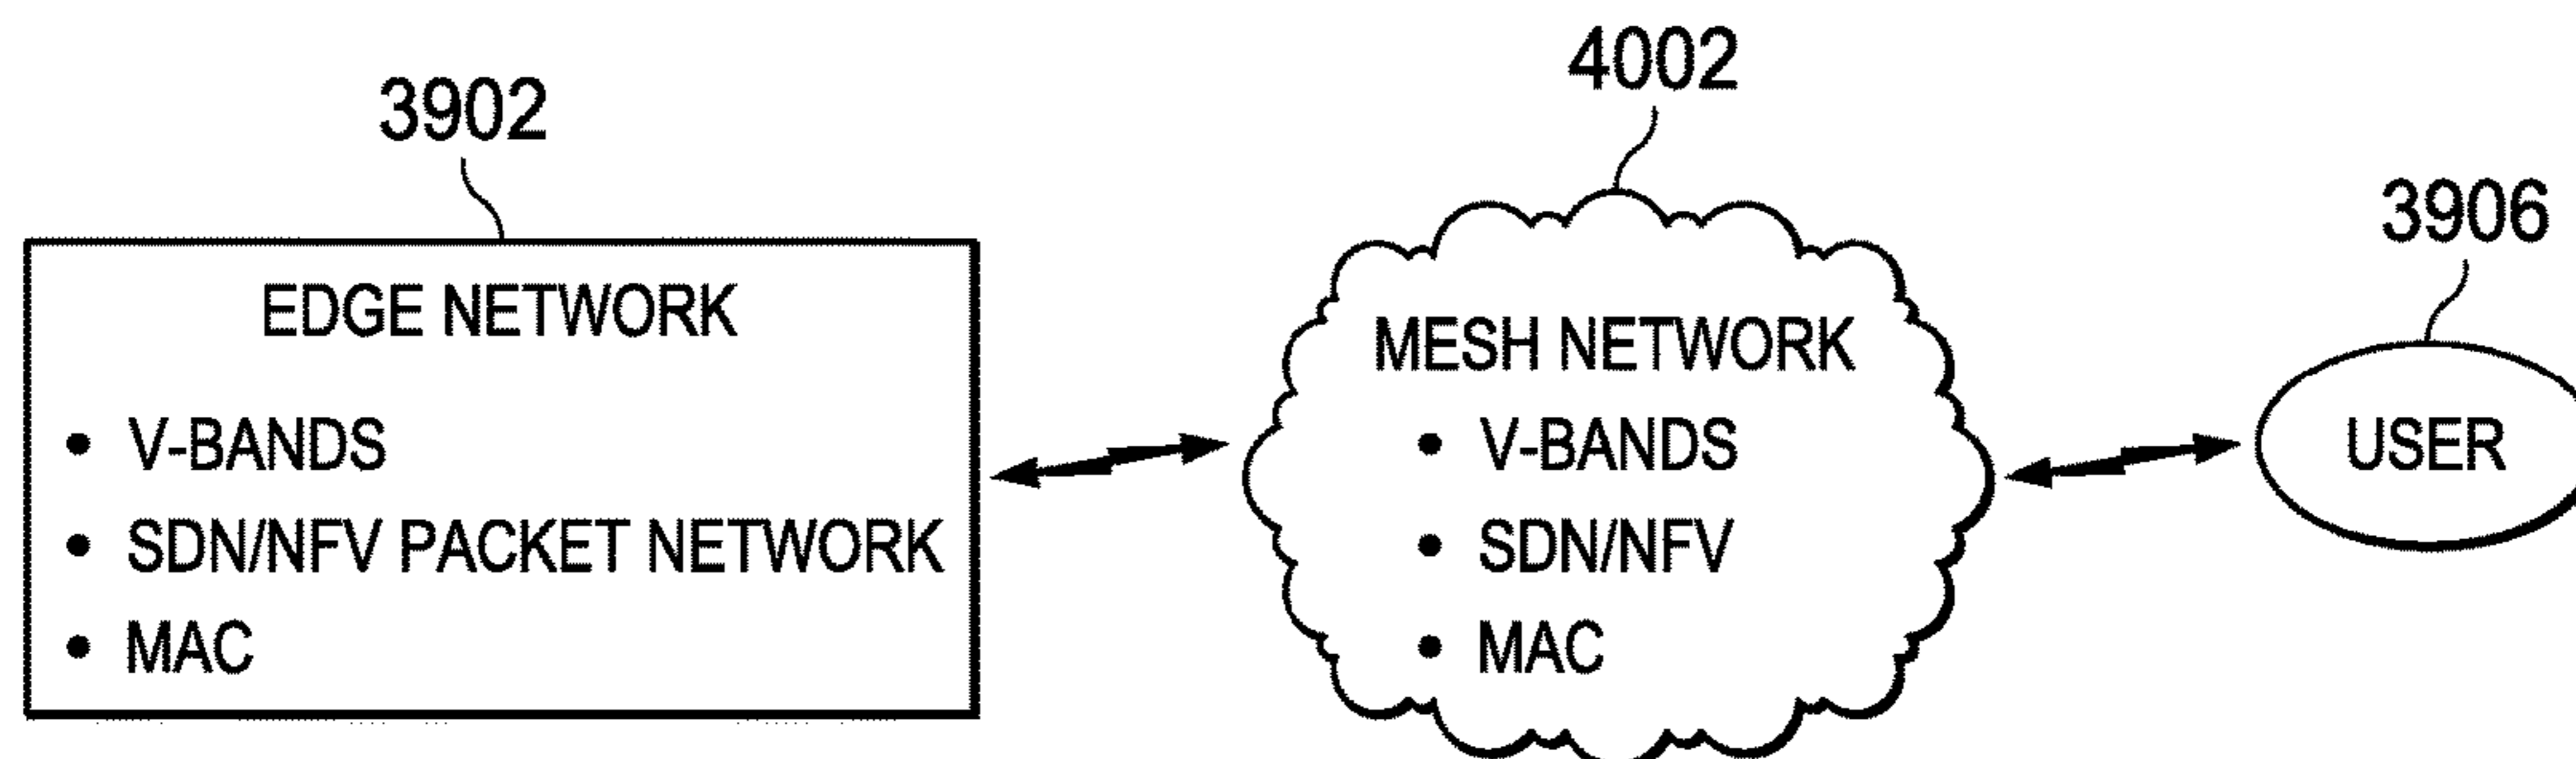 3902
4002
3906
EDGE NETWORK
• V-BANDS
• SDN/NFV PACKET NETWORK
• MAC
MESH NETWORK
• V-BANDS
• SDN/NFV
• MAC
USER